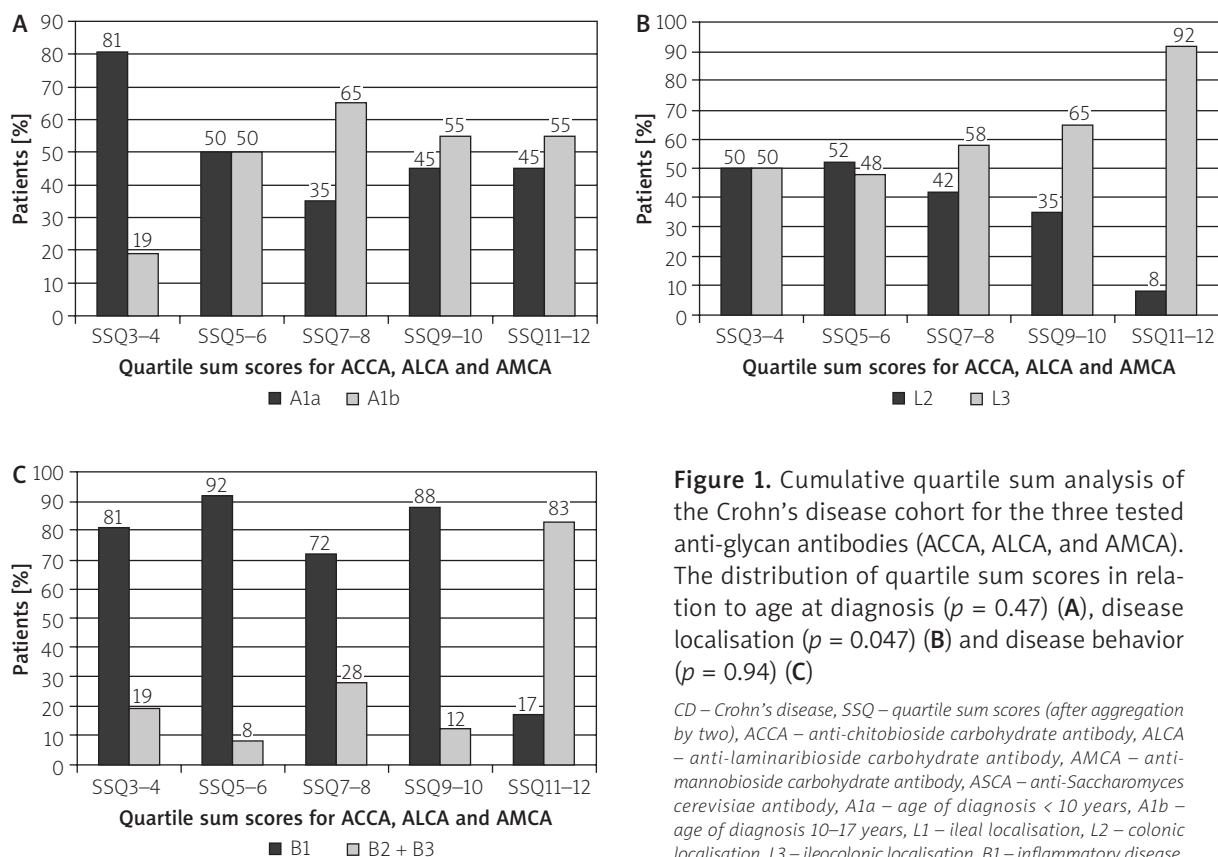 A
Patients [%]
90
80
70
60
50
40
30
20
10
0
81 19 50 50 35 65 45 55 45 55
SSQ3–4 SSQ5–6 SSQ7–8 SSQ9–10 SSQ11–12
Quartile sum scores for ACCA, ALCA and AMCA
A1a A1b
B
Patients [%]
100
90
80
70
60
50
40
30
20
10
0
50 50 52 48 42 58 35 65 8 92
SSQ3–4 SSQ5–6 SSQ7–8 SSQ9–10 SSQ11–12
Quartile sum scores for ACCA, ALCA and AMCA
L2 L3
C
Patients [%]
100
90
80
70
60
50
40
30
20
10
0
81 19 92 8 72 28 88 12 17 83
SSQ3–4 SSQ5–6 SSQ7–8 SSQ9–10 SSQ11–12
Quartile sum scores for ACCA, ALCA and AMCA
B1 B2 + B3
Figure 1. Cumulative quartile sum analysis of
the Crohn's disease cohort for the three tested
anti-glycan antibodies (ACCA, ALCA, and AMCA).
The distribution of quartile sum scores in rela-
tion to age at diagnosis (p = 0.47) (A), disease
localisation (p = 0.047) (B) and disease behavior
(p = 0.94) (C)
CD – Crohn's disease, SSQ – quartile sum scores (after aggregation
by two), ACCA – anti-chitobioside carbohydrate antibody, ALCA
– anti-laminaribioside carbohydrate antibody, AMCA – anti-
mannobioside carbohydrate antibody, ASCA – anti-Saccharomyces
cerevisiae antibody, A1a – age of diagnosis < 10 years, A1b –
age of diagnosis 10–17 years, L1 – ileal localisation, L2 – colonic
localisation, L3 – ileocolonic localisation, B1 – inflammatory disease,